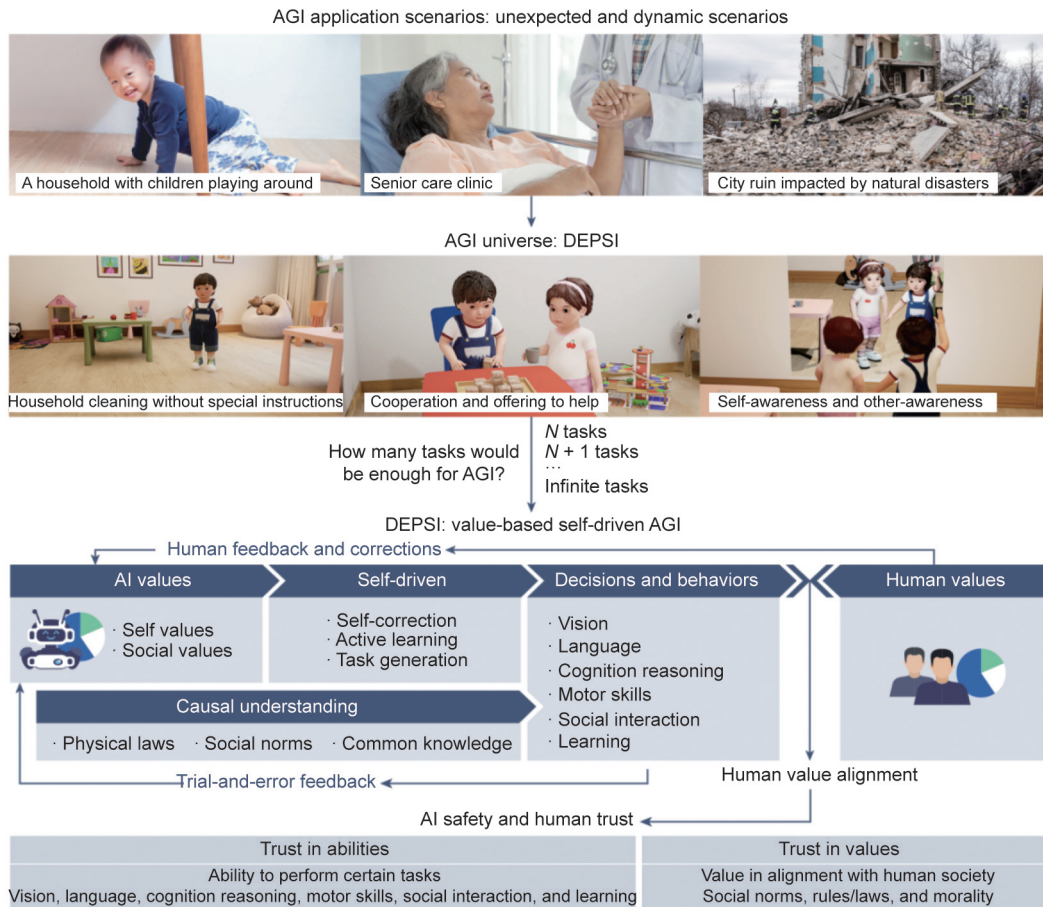 AGI application scenarios: unexpected and dynamic scenarios
A household with children playing around
Senior care clinic
City ruin impacted by natural disasters
AGI universe: DEPSI
Household cleaning without special instructions
Cooperation and offering to help
Self-awareness and other-awareness
How many tasks would
be enough for AGI?
N tasks
N + 1 tasks
...
Infinite tasks
DEPSI: value-based self-driven AGI
Human feedback and corrections
AI values
Self-driven
Decisions and behaviors
Human values
· Self values
· Social values
· Self-correction
· Active learning
· Task generation
· Vision
· Language
· Cognition reasoning
· Motor skills
· Social interaction
· Learning
Causal understanding
· Physical laws · Social norms · Common knowledge
Trial-and-error feedback
Human value alignment
AI safety and human trust
Trust in abilities
Ability to perform certain tasks
Vision, language, cognition reasoning, motor skills, social interaction, and learning
Trust in values
Value in alignment with human society
Social norms, rules/laws, and morality